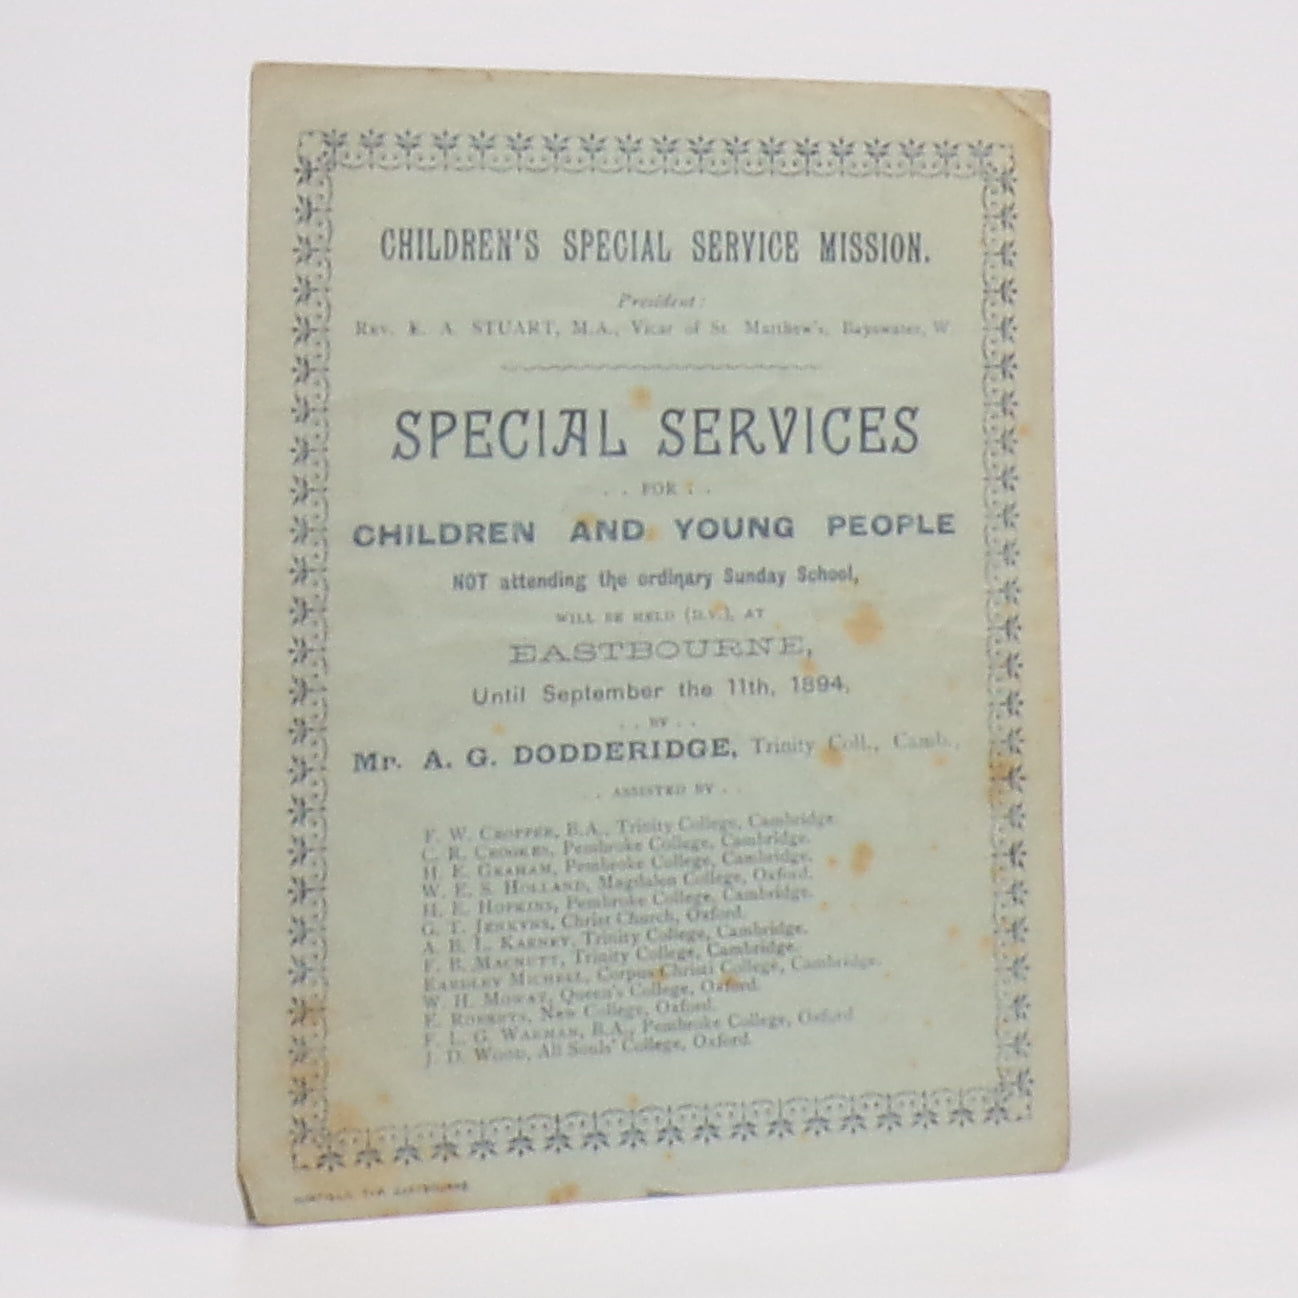 CHILDREN'S SPECIAL SERVICE MISSION.
President:
Rev. E. A. STUART, M.A., Vicar of St. Matthew's, Bayswater, W.
SPECIAL SERVICES
. . FOR : .
CHILDREN AND YOUNG PEOPLE
NOT attending the ordinary Sunday School,
WILL BE HELD (D.V.), AT
EASTBOURNE,
Until September the 11th, 1894,
. . BY . .
Mr. A. G. DODDERIDGE, Trinity Coll., Camb.,
. . ASSISTED BY . .
F. W. Cropper, B.A., Trinity College, Cambridge.
C. R. Crookes, Pembroke College, Cambridge.
H. E. Graham, Pembroke College, Cambridge.
W. E. S. Holland, Magdalen College, Oxford.
H. E. Hopkins, Pembroke College, Cambridge.
G. T. Jenkyns, Christ Church, Oxford.
A. B. L. Karney, Trinity College, Cambridge.
F. B. Macnutt, Trinity College, Cambridge.
Eardley Michell, Corpus Christi College, Cambridge.
W. H. Moway, Queen's College, Oxford.
E. Roberts, New College, Oxford.
F. L. G. Warman, B.A., Pembroke College, Oxford
J. D. Wood, All Souls' College, Oxford.
EASTBOURNE